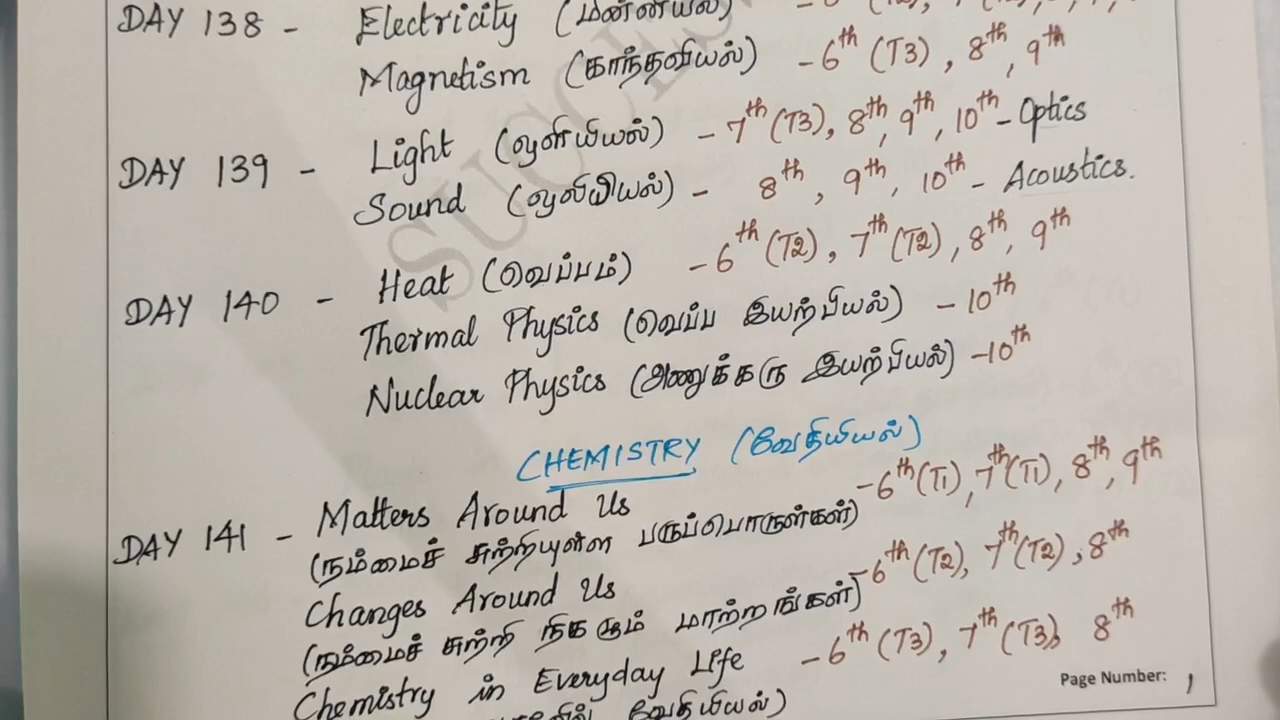 DAY 138 - Electricity (மின்னியல்)
Magnetism (காந்தவியல்) - 6th (T3), 8th, 9th
DAY 139 - Light (ஒளியியல்) - 7th (T3), 8th, 9th, 10th - Optics
Sound (ஒலியியல்) - 8th, 9th, 10th - Acoustics.
DAY 140 - Heat (வெப்பம்) - 6th (T2), 7th (T2), 8th, 9th
Thermal Physics (வெப்ப இயற்பியல்) - 10th
Nuclear Physics (அணுக்கரு இயற்பியல்) - 10th
CHEMISTRY (வேதியியல்)
DAY 141 - Matters Around Us - 6th (T1), 7th (T1), 8th, 9th
(நம்மைச் சுற்றியுள்ள பருப்பொருள்கள்)
Changes Around Us - 6th (T2), 7th (T2), 8th
(நம்மைச் சுற்றி நிகழும் மாற்றங்கள்)
Chemistry in Everyday Life - 6th (T3), 7th (T3), 8th
வேதியியல்)
Page Number: 1